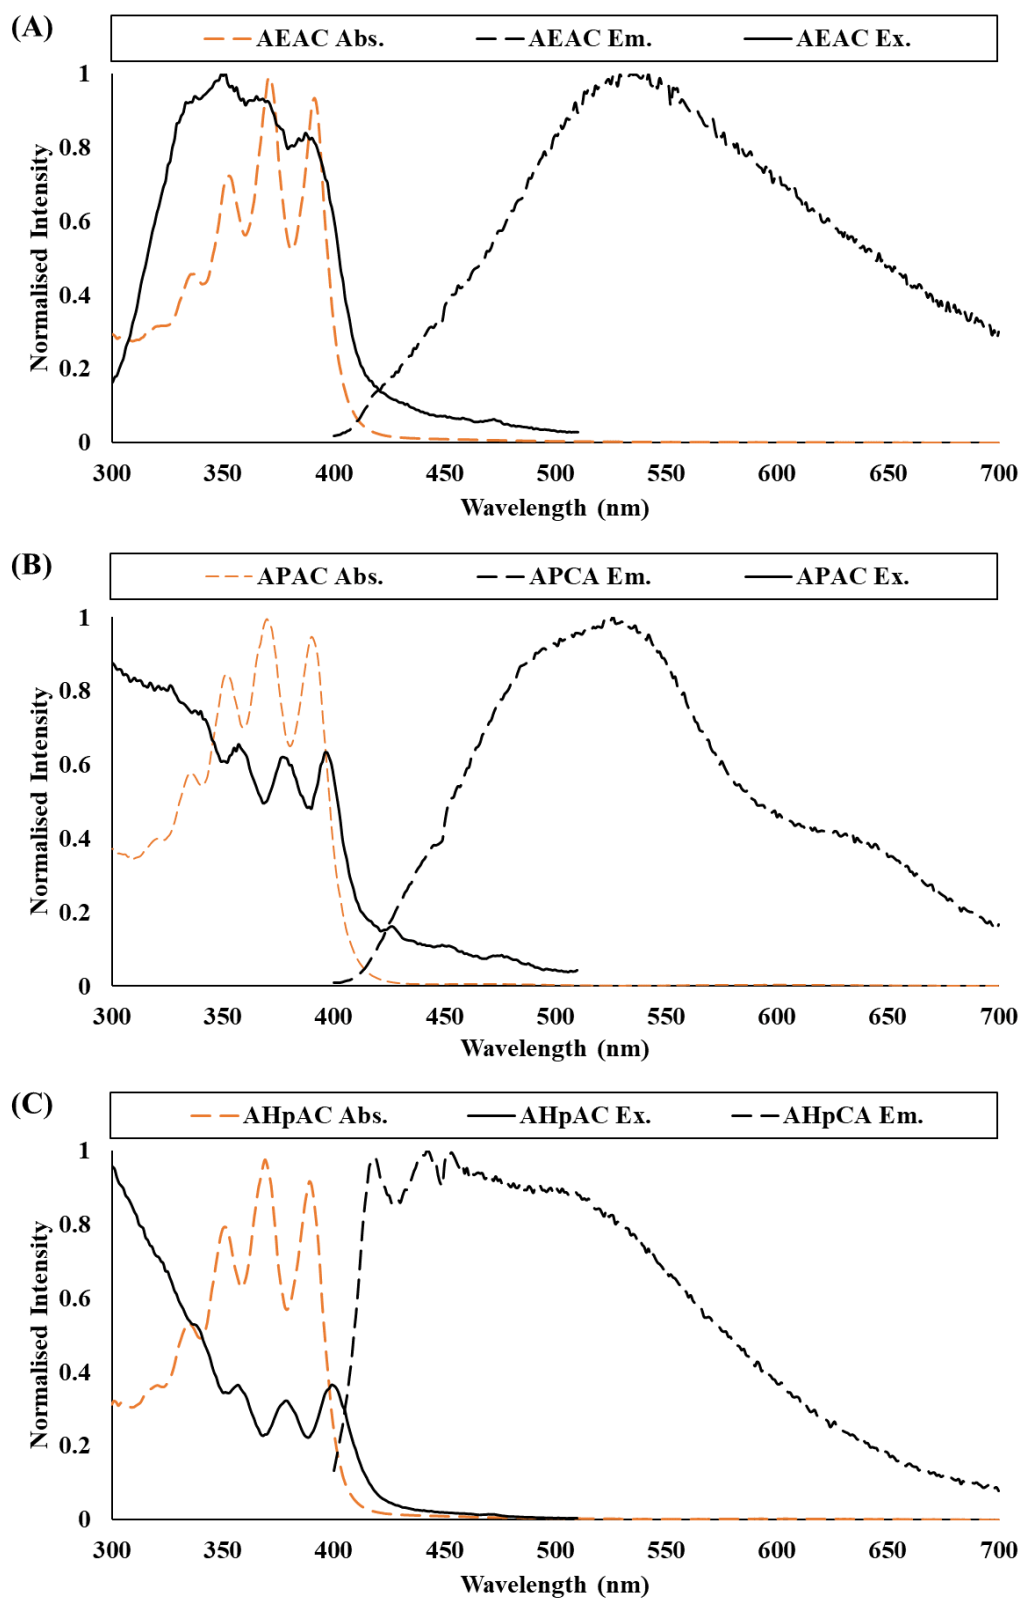 (A)
AEAC Abs. AEAC Em. AEAC Ex.
1
0.8
0.6
0.4
0.2
0
Normalised Intensity
300 350 400 450 500 550 600 650 700
Wavelength (nm)
(B)
APAC Abs. APCA Em. APAC Ex.
1
0.8
0.6
0.4
0.2
0
Normalised Intensity
300 350 400 450 500 550 600 650 700
Wavelength (nm)
(C)
AHpAC Abs. AHpAC Ex. AHpCA Em.
1
0.8
0.6
0.4
0.2
0
Normalised Intensity
300 350 400 450 500 550 600 650 700
Wavelength (nm)